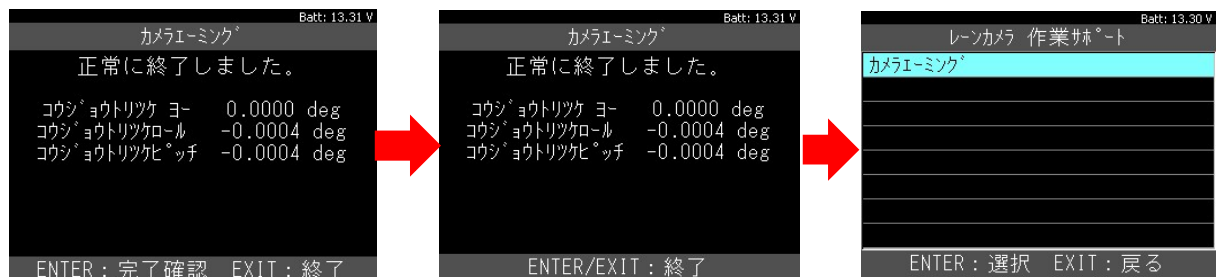 Batt: 13.31 V
カメラエーミング
正常に終了しました。
コウジョウトリツケ ヨー 0.0000 deg
コウジョウトリツケロール -0.0004 deg
コウジョウトリツケピッチ -0.0004 deg
ENTER：完了確認 EXIT：終了
Batt: 13.31 V
カメラエーミング
正常に終了しました。
コウジョウトリツケ ヨー 0.0000 deg
コウジョウトリツケロール -0.0004 deg
コウジョウトリツケピッチ -0.0004 deg
ENTER/EXIT：終了
Batt: 13.30 V
レーンカメラ 作業サポート
カメラエーミング
ENTER：選択 EXIT：戻る